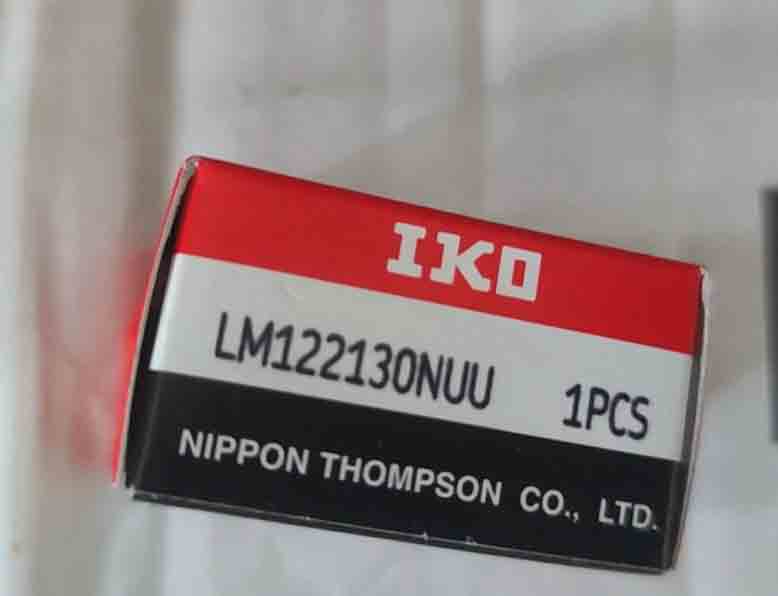 IKO
LM122130NUU 1PCS
NIPPON THOMPSON CO., LTD.